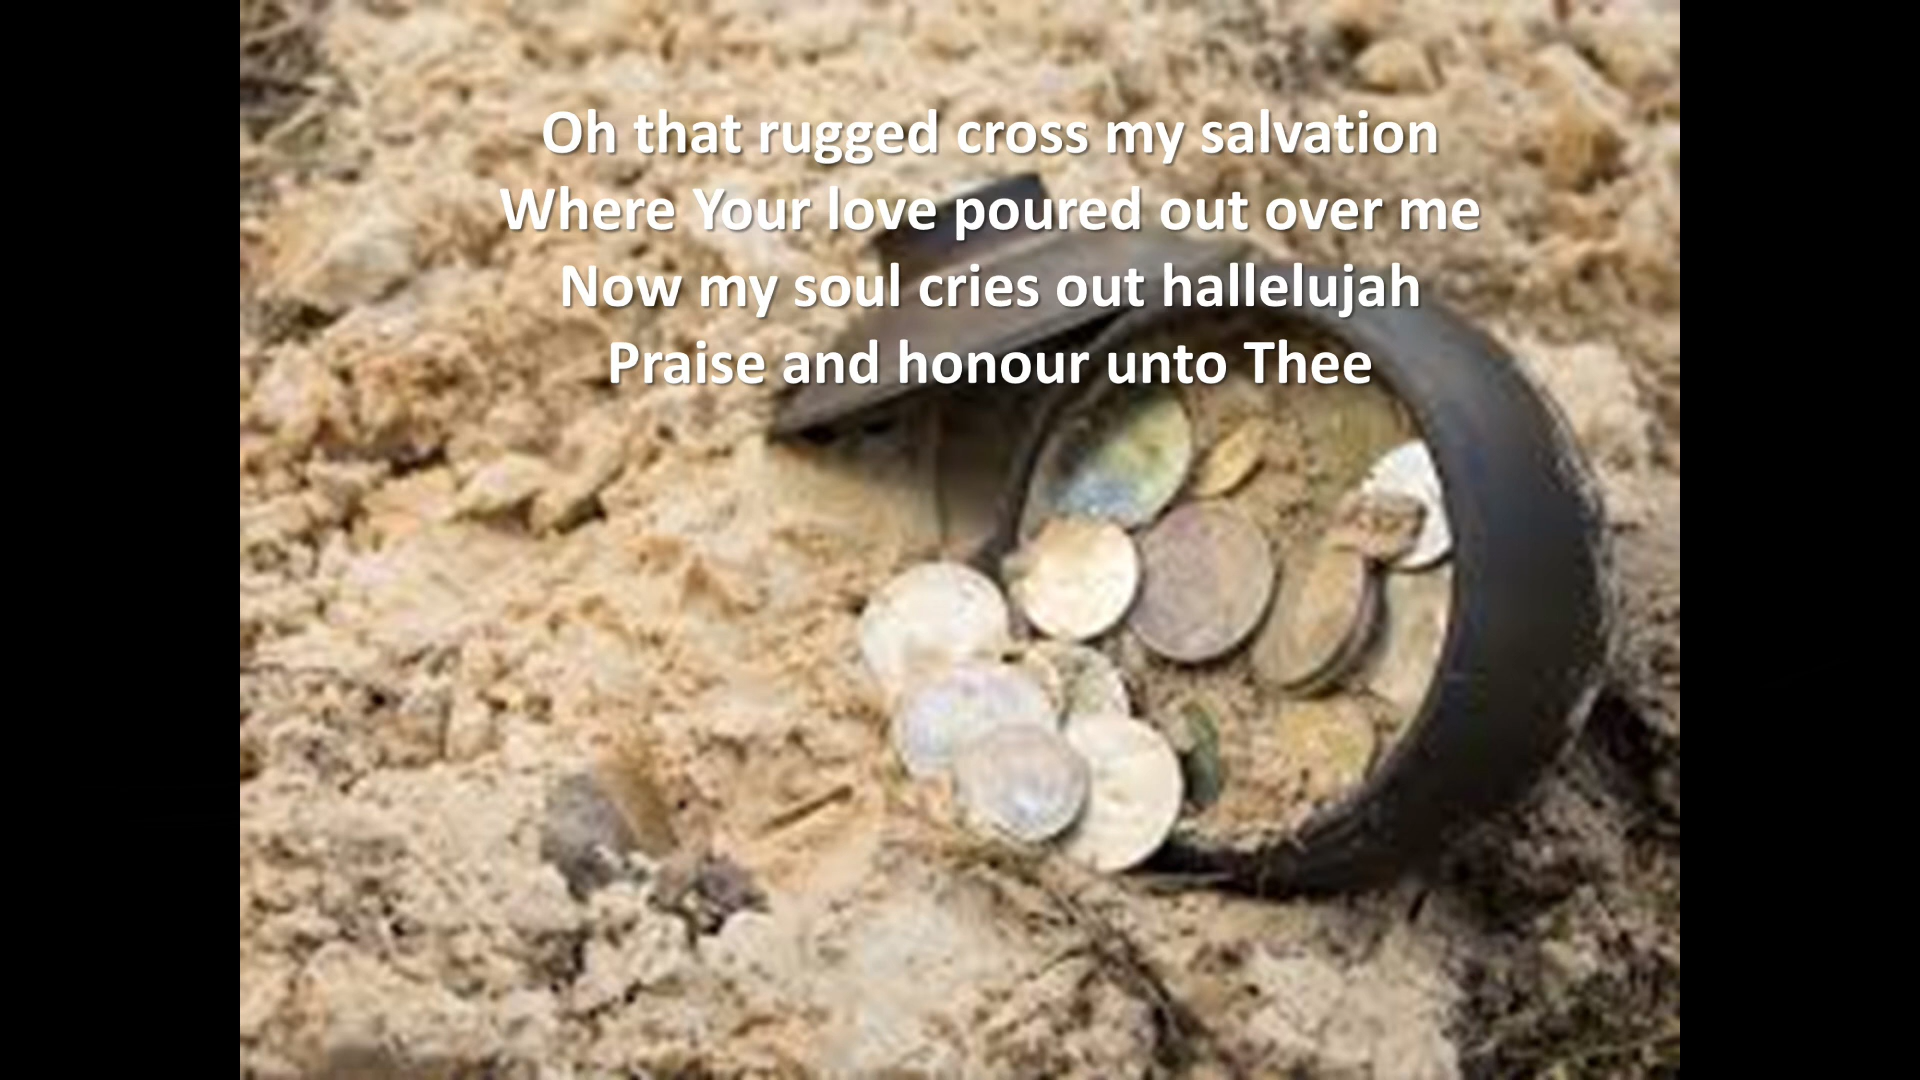 Oh that rugged cross my salvation
Where Your love poured out over me
Now my soul cries out hallelujah
Praise and honour unto Thee